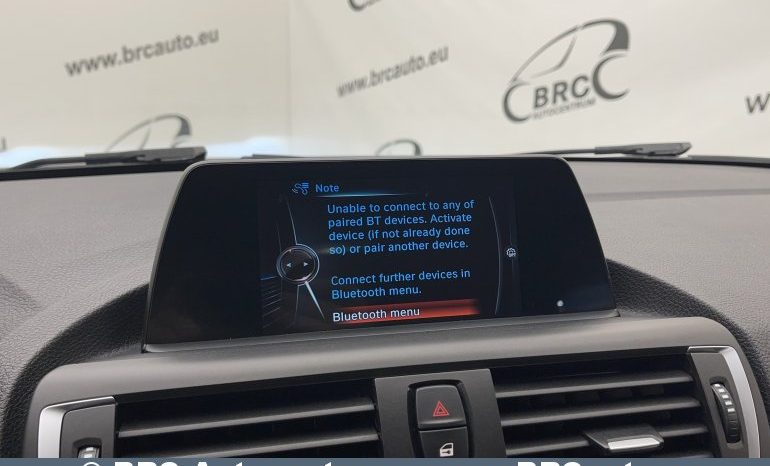 www.brcauto.eu
www.brcauto.eu
BRC
AUTOCENTRUM
Note
Unable to connect to any of
paired BT devices. Activate
device (if not already done
so) or pair another device.
Connect further devices in
Bluetooth menu.
Bluetooth menu